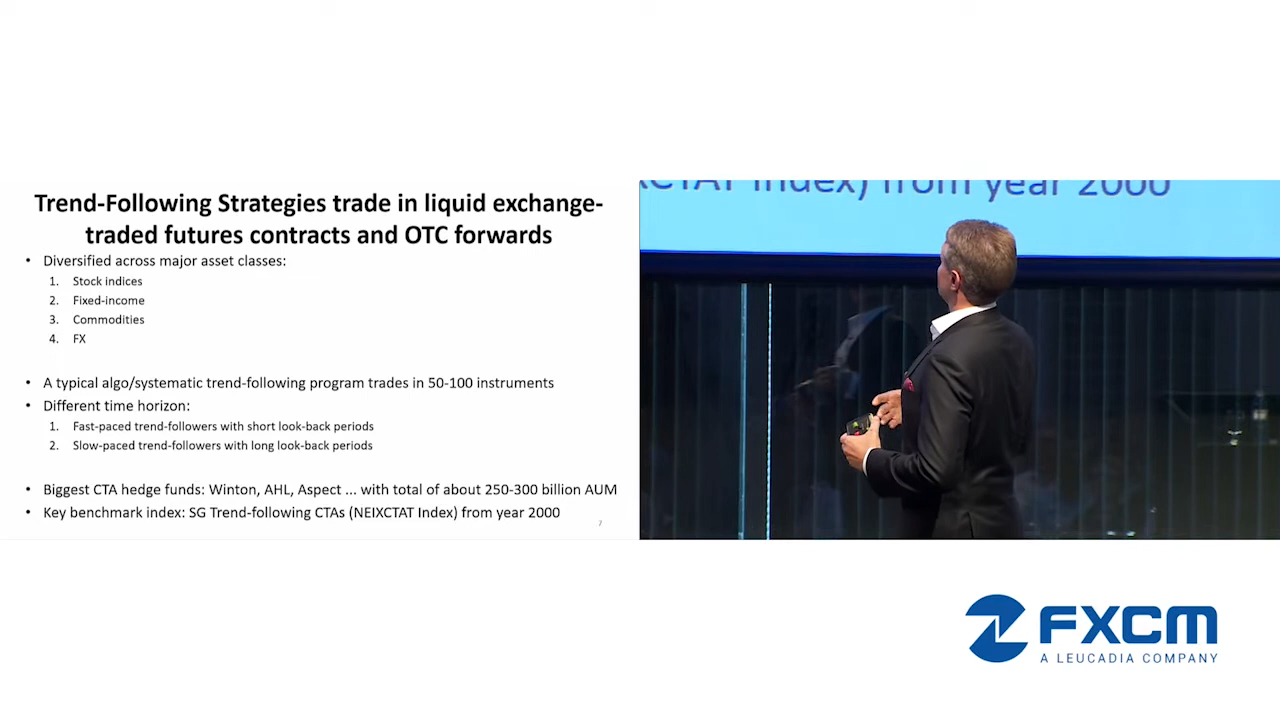 Trend-Following Strategies trade in liquid exchange-
traded futures contracts and OTC forwards
• Diversified across major asset classes:
1. Stock indices
2. Fixed-income
3. Commodities
4. FX
• A typical algo/systematic trend-following program trades in 50-100 instruments
• Different time horizon:
1. Fast-paced trend-followers with short look-back periods
2. Slow-paced trend-followers with long look-back periods
• Biggest CTA hedge funds: Winton, AHL, Aspect ... with total of about 250-300 billion AUM
• Key benchmark index: SG Trend-following CTAs (NEIXCTAT Index) from year 2000
7
XCTAT Index) from year 2000
FXCM
A LEUCADIA COMPANY